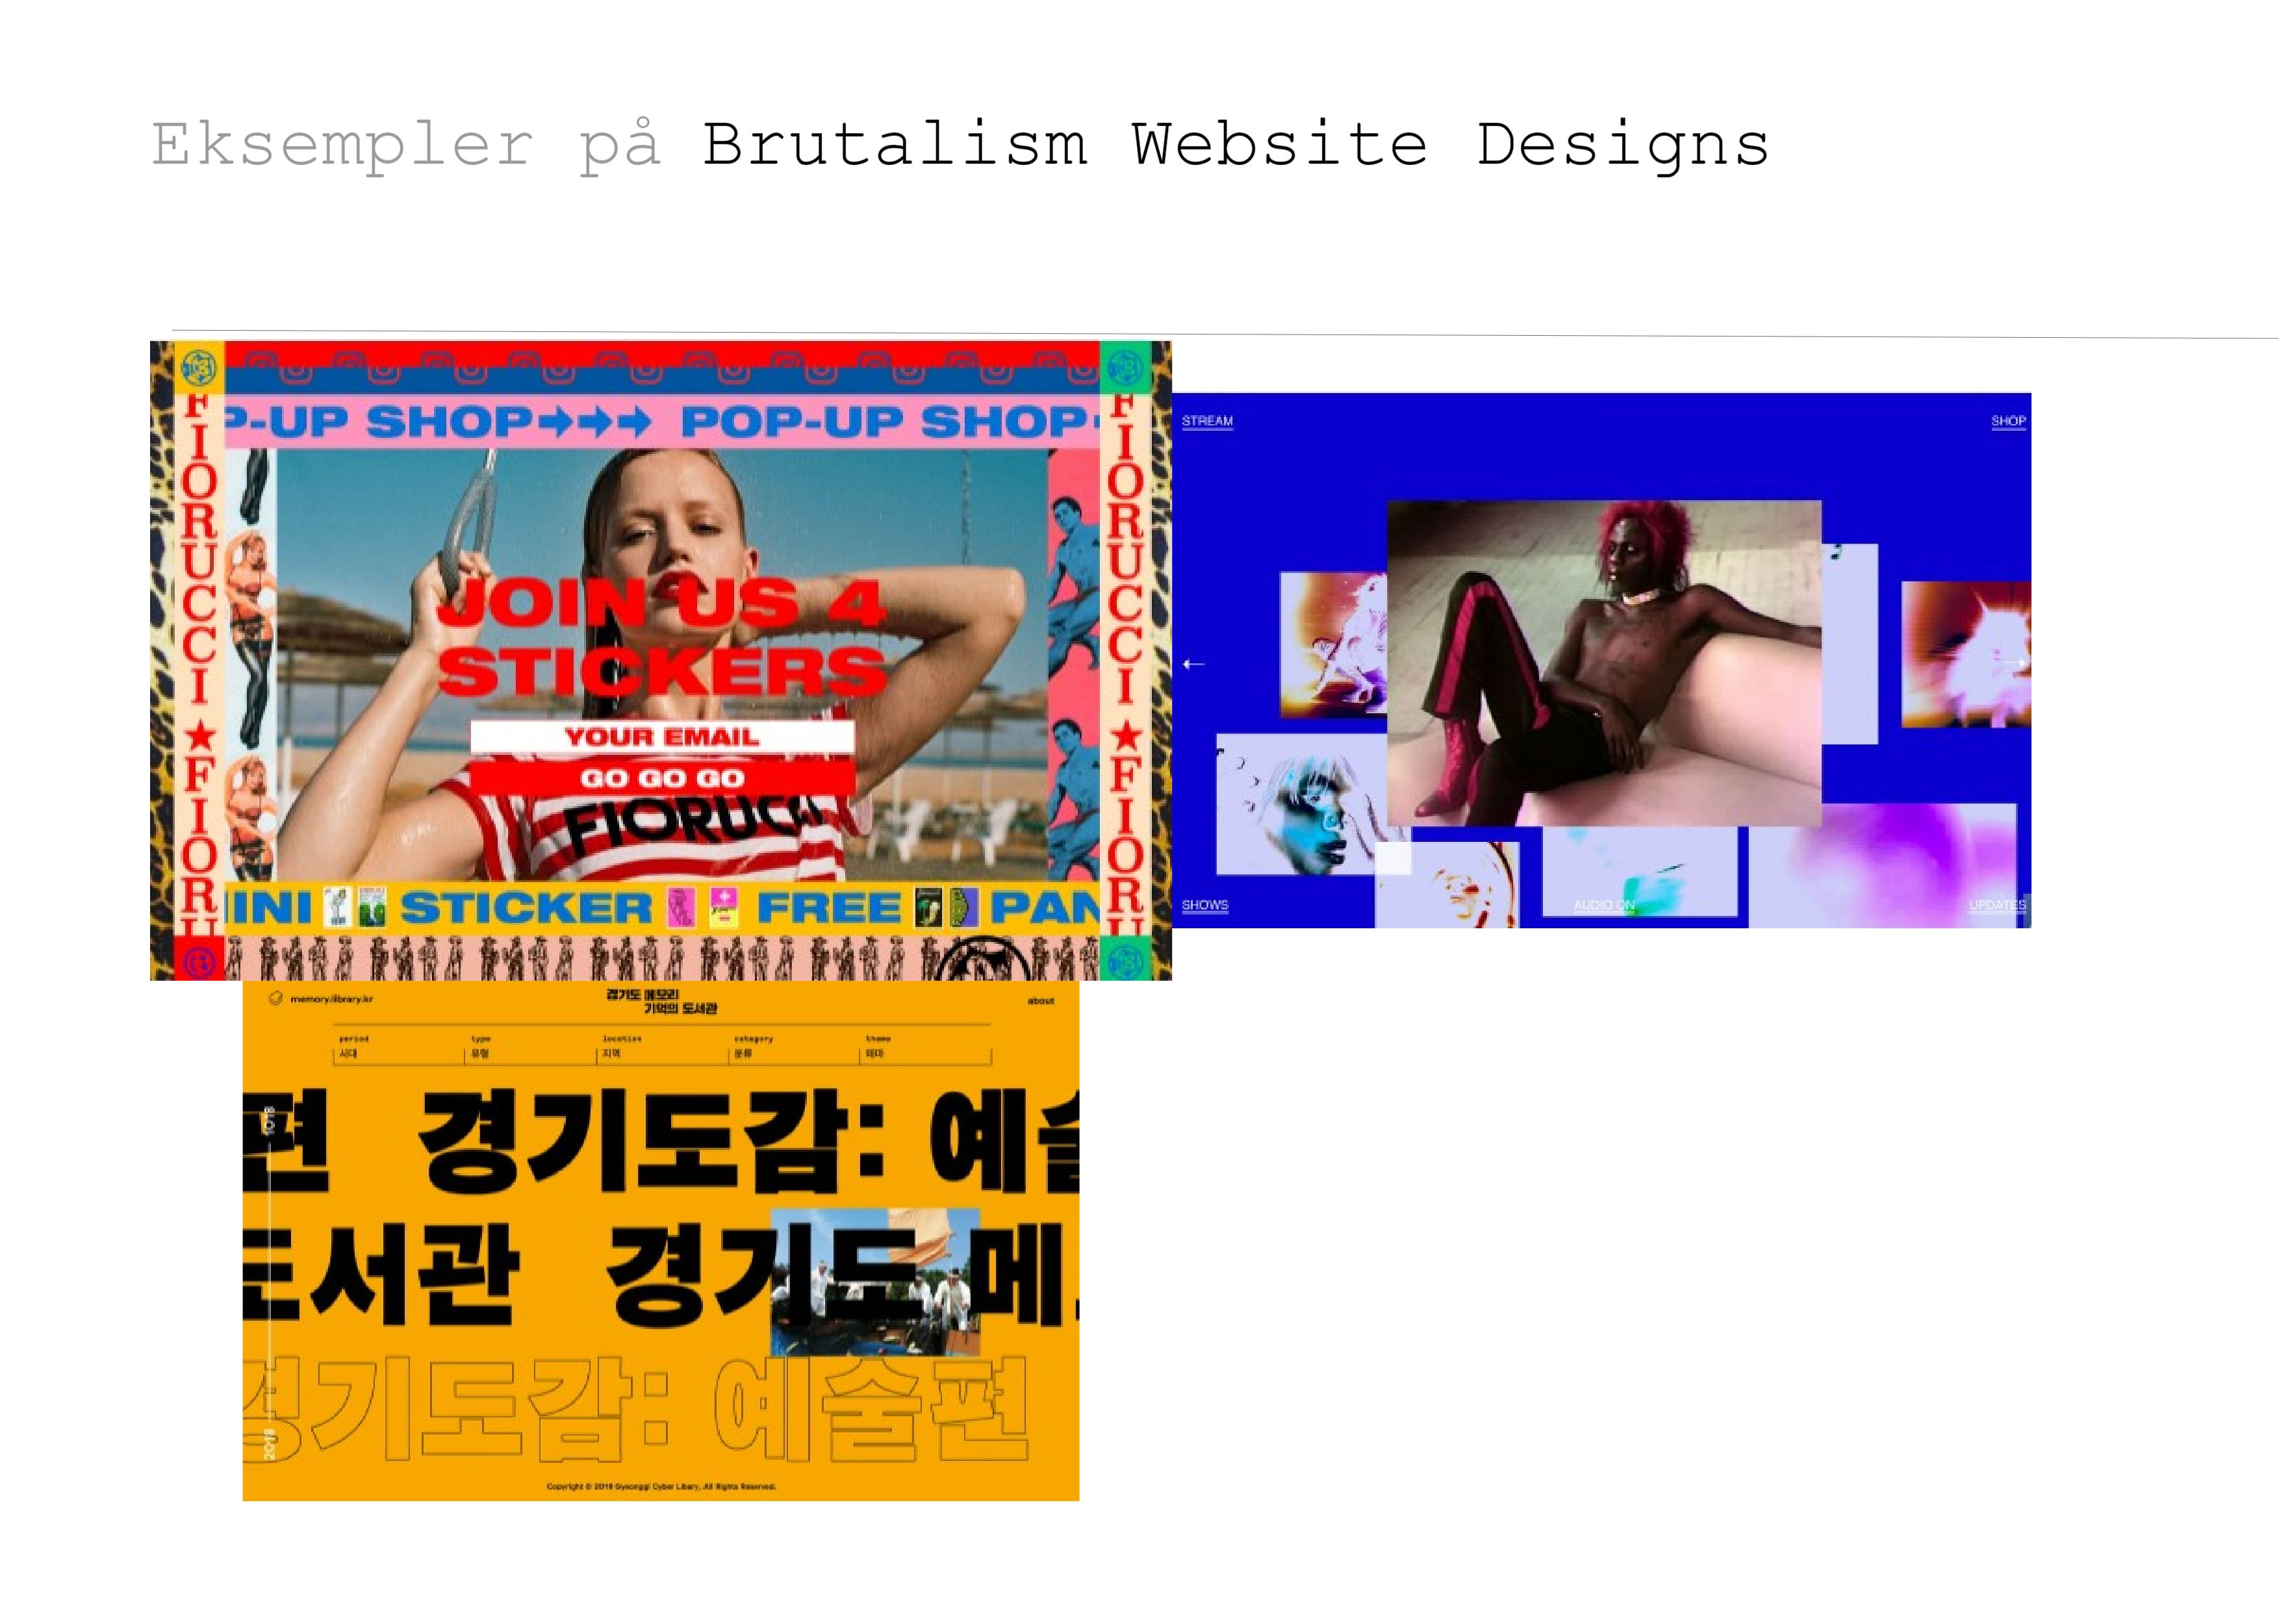 Eksempler på Brutalism Website Designs
P-UP SHOP→→→ POP-UP SHOP
FIORUCCI ★ FIORU
FIORUCCI ★ FIORU
JOIN US 4
STICKERS
YOUR EMAIL
GO GO GO
FIORUCCI
INI STICKER FREE PAN
STREAM
SHOP
←
→
SHOWS
AUDIO ON
UPDATES
memory.library.kr
경기도 메모리
기억의 도서관
about
period type location category theme
시대 유형 지역 분류 테마
1018
편 경기도감: 예술
도서관 경기도 메
경기도감: 예술편
2018
Copyright © 2018 Gyeonggi Cyber Libary, All Rights Reserved.